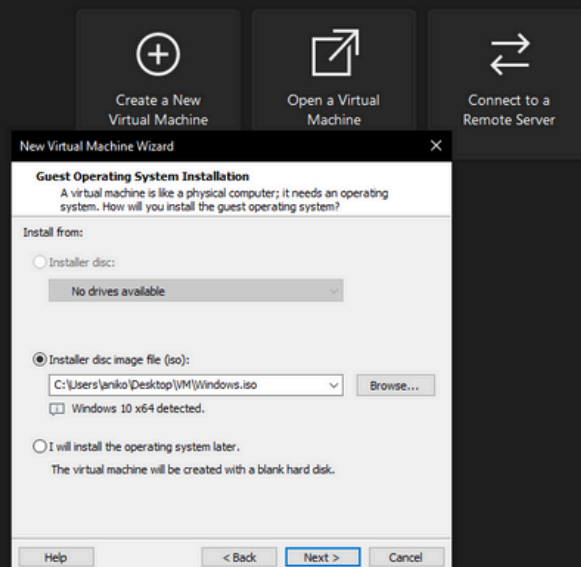 Create a New
Virtual Machine
Open a Virtual
Machine
Connect to a
Remote Server
New Virtual Machine Wizard
Guest Operating System Installation
A virtual machine is like a physical computer; it needs an operating
system. How will you install the guest operating system?
Install from:
Installer disc:
No drives available
Installer disc image file (iso):
C:\Users\aniko\Desktop\VM\Windows.iso
Browse...
Windows 10 x64 detected.
I will install the operating system later.
The virtual machine will be created with a blank hard disk.
Help
< Back
Next >
Cancel